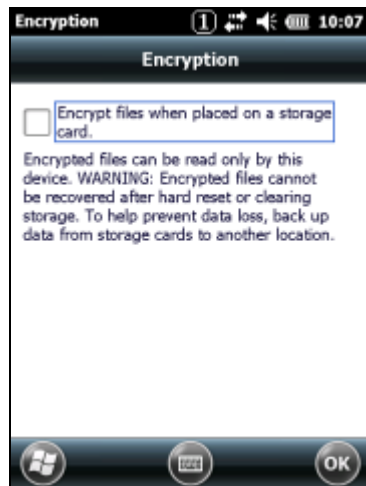 Encryption 1 10:07
Encryption
Encrypt files when placed on a storage
card.
Encrypted files can be read only by this
device. WARNING: Encrypted files cannot
be recovered after hard reset or clearing
storage. To help prevent data loss, back up
data from storage cards to another location.
OK